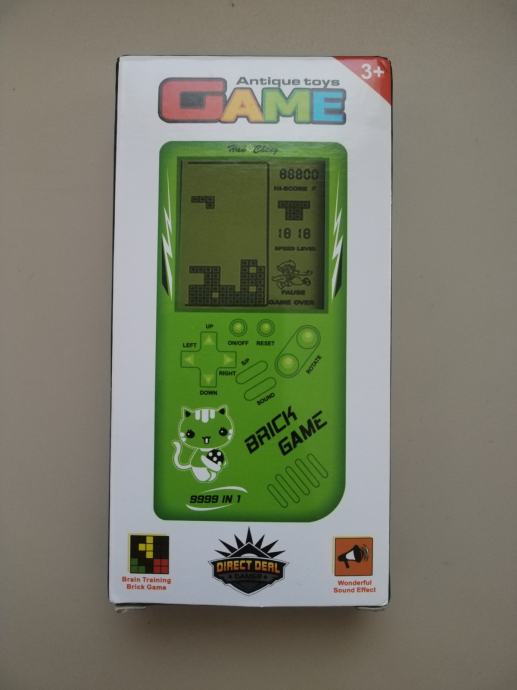 3+
Antique toys
GAME
88800
HI-SCORE
18 18
SPEED LEVEL
PAUSE
GAME OVER
UP
LEFT
RIGHT
DOWN
ON/OFF
RESET
S/P
SOUND
ROTATE
BRICK
GAME
9999 IN 1
DIRECT DEAL
Brain Training
Brick Game
Wonderful
Sound Effect